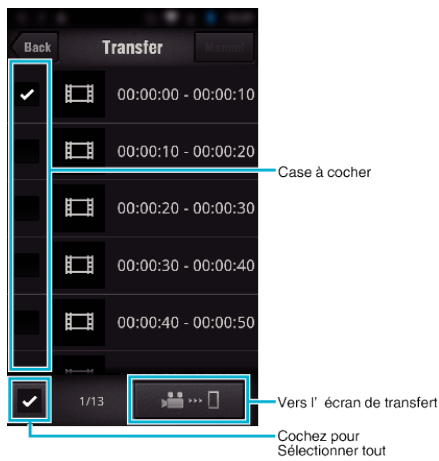 Back Transfer Manual
00:00:00 - 00:00:10
00:00:10 - 00:00:20
Case à cocher
00:00:20 - 00:00:30
00:00:30 - 00:00:40
00:00:40 - 00:00:50
1/13
Vers l' écran de transfert
Cochez pour
Sélectionner tout